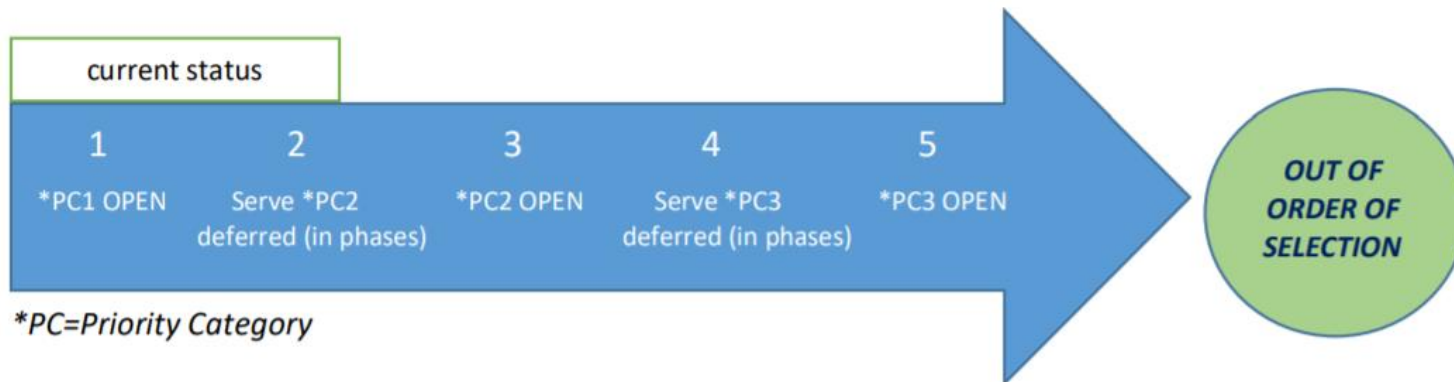 current status
1 2 3 4 5
*PC1 OPEN Serve *PC2 *PC2 OPEN Serve *PC3 *PC3 OPEN
deferred (in phases) deferred (in phases)
OUT OF
ORDER OF
SELECTION
*PC=Priority Category